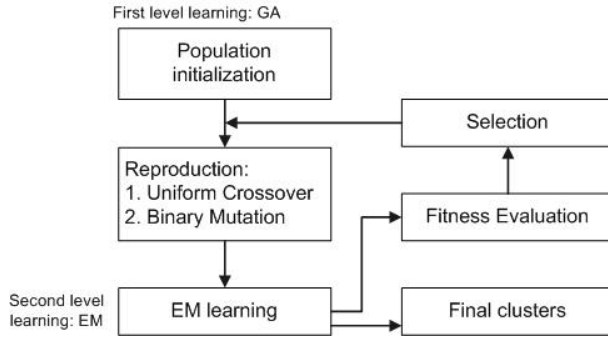 First level learning: GA
Population
initialization
Selection
Reproduction:
1. Uniform Crossover
2. Binary Mutation
Fitness Evaluation
Second level
learning: EM
EM learning
Final clusters